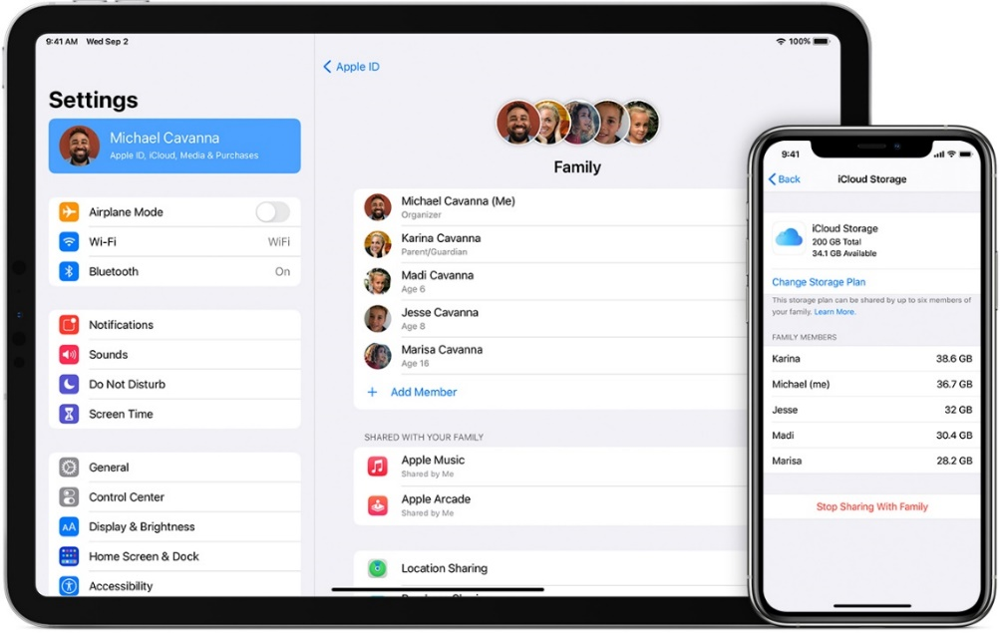 9:41 AM Wed Sep 2
100%
Settings
Michael Cavanna
Apple ID, iCloud, Media & Purchases
Airplane Mode
Wi-Fi WiFi
Bluetooth On
Notifications
Sounds
Do Not Disturb
Screen Time
General
Control Center
AA Display & Brightness
Home Screen & Dock
Accessibility
Apple ID
Family
Michael Cavanna (Me)
Organizer
Karina Cavanna
Parent/Guardian
Madi Cavanna
Age 6
Jesse Cavanna
Age 8
Marisa Cavanna
Age 16
+ Add Member
SHARED WITH YOUR FAMILY
Apple Music
Shared by Me
Apple Arcade
Shared by Me
Location Sharing
9:41
Back iCloud Storage
iCloud Storage
200 GB Total
34.1 GB Available
Change Storage Plan
This storage plan can be shared by up to six members of
your family. Learn More.
FAMILY MEMBERS
Karina 38.6 GB
Michael (me) 36.7 GB
Jesse 32 GB
Madi 30.4 GB
Marisa 28.2 GB
Stop Sharing With Family